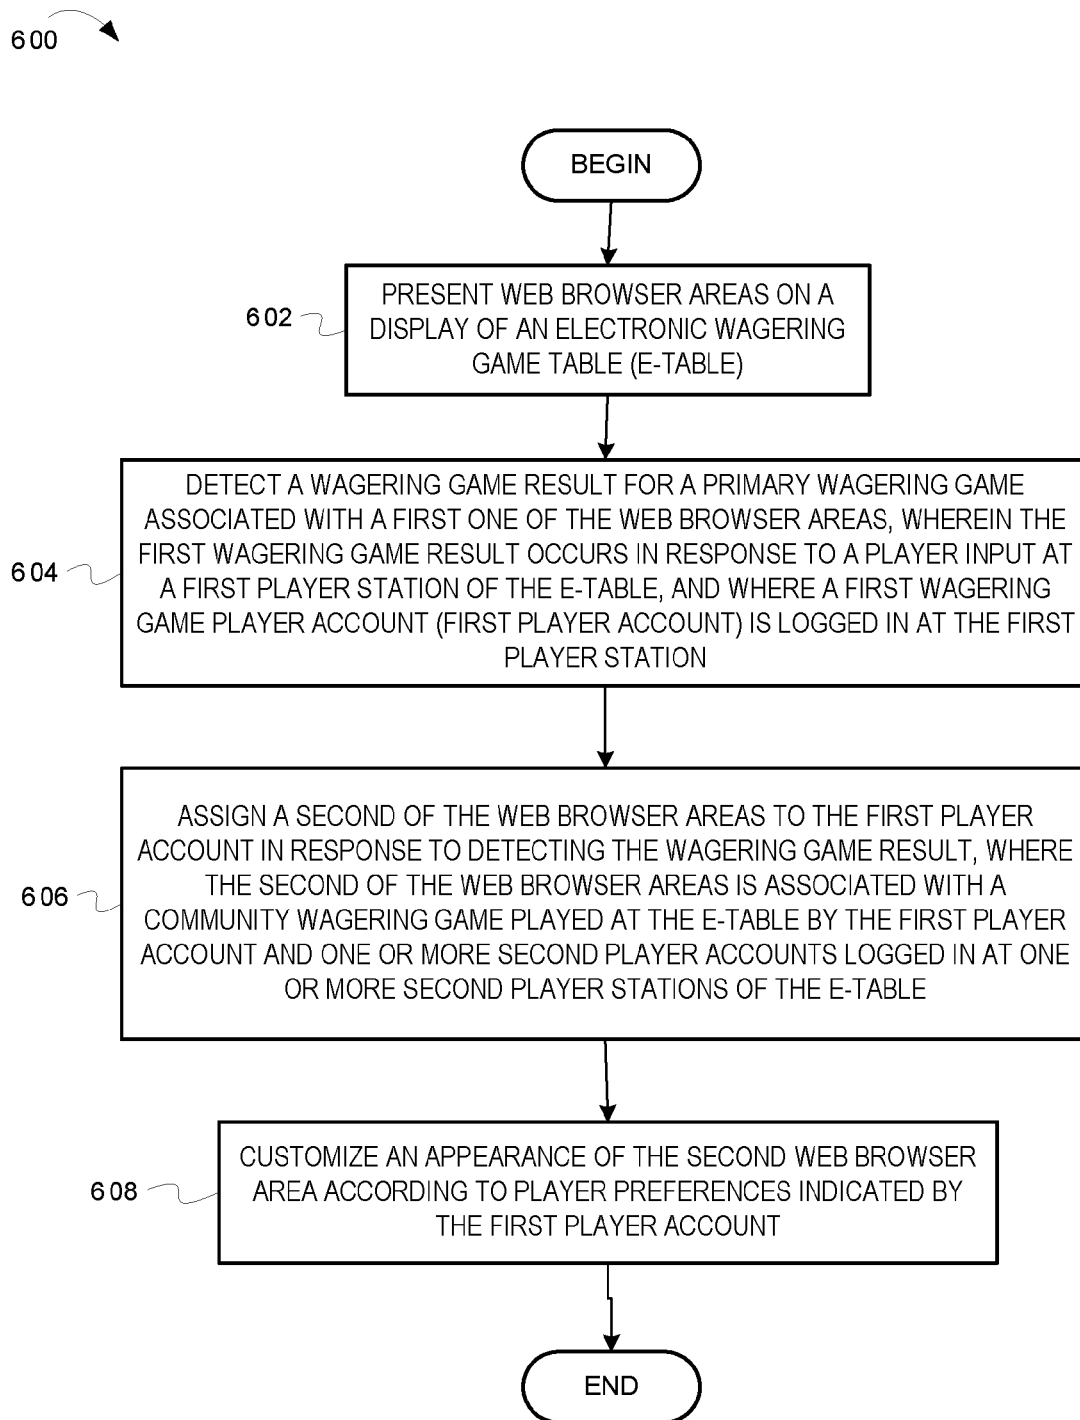 600
BEGIN
602
PRESENT WEB BROWSER AREAS ON A
DISPLAY OF AN ELECTRONIC WAGERING
GAME TABLE (E-TABLE)
604
DETECT A WAGERING GAME RESULT FOR A PRIMARY WAGERING GAME
ASSOCIATED WITH A FIRST ONE OF THE WEB BROWSER AREAS, WHEREIN THE
FIRST WAGERING GAME RESULT OCCURS IN RESPONSE TO A PLAYER INPUT AT
A FIRST PLAYER STATION OF THE E-TABLE, AND WHERE A FIRST WAGERING
GAME PLAYER ACCOUNT (FIRST PLAYER ACCOUNT) IS LOGGED IN AT THE FIRST
PLAYER STATION
606
ASSIGN A SECOND OF THE WEB BROWSER AREAS TO THE FIRST PLAYER
ACCOUNT IN RESPONSE TO DETECTING THE WAGERING GAME RESULT, WHERE
THE SECOND OF THE WEB BROWSER AREAS IS ASSOCIATED WITH A
COMMUNITY WAGERING GAME PLAYED AT THE E-TABLE BY THE FIRST PLAYER
ACCOUNT AND ONE OR MORE SECOND PLAYER ACCOUNTS LOGGED IN AT ONE
OR MORE SECOND PLAYER STATIONS OF THE E-TABLE
608
CUSTOMIZE AN APPEARANCE OF THE SECOND WEB BROWSER
AREA ACCORDING TO PLAYER PREFERENCES INDICATED BY
THE FIRST PLAYER ACCOUNT
END